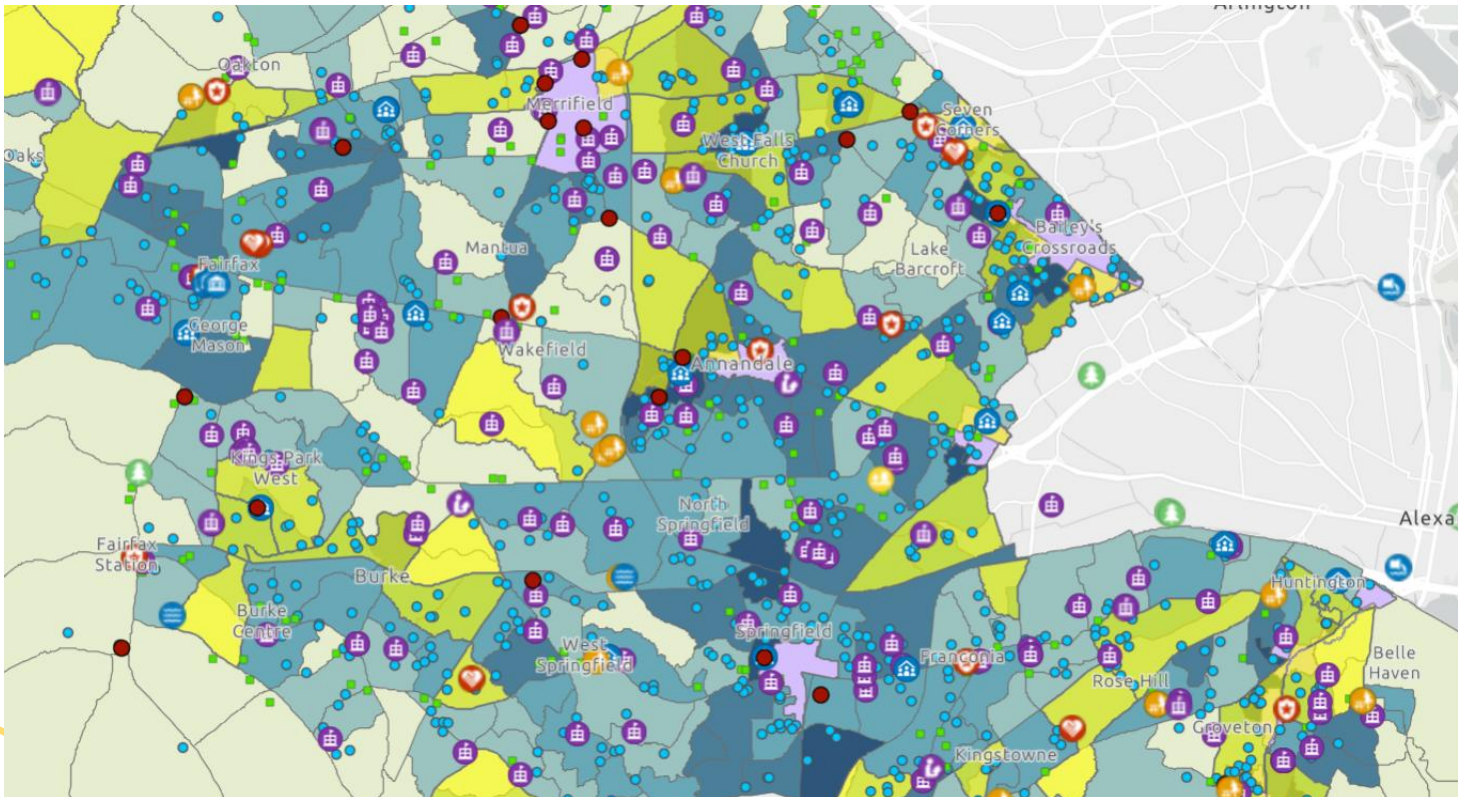 Arlington
Oakton
Merrifield
Seven
Corners
West Falls
Church
Oaks
Bailey's
Crossroads
Mantua
Lake
Barcroft
Fairfax
George
Mason
Wakefield
Annandale
Kings Park
West
North
Springfield
Alexa
Fairfax
Station
Burke
Huntington
Burke
Centre
Springfield
West
Springfield
Franconia
Belle
Haven
Rose Hill
Groveton
Kingstowne